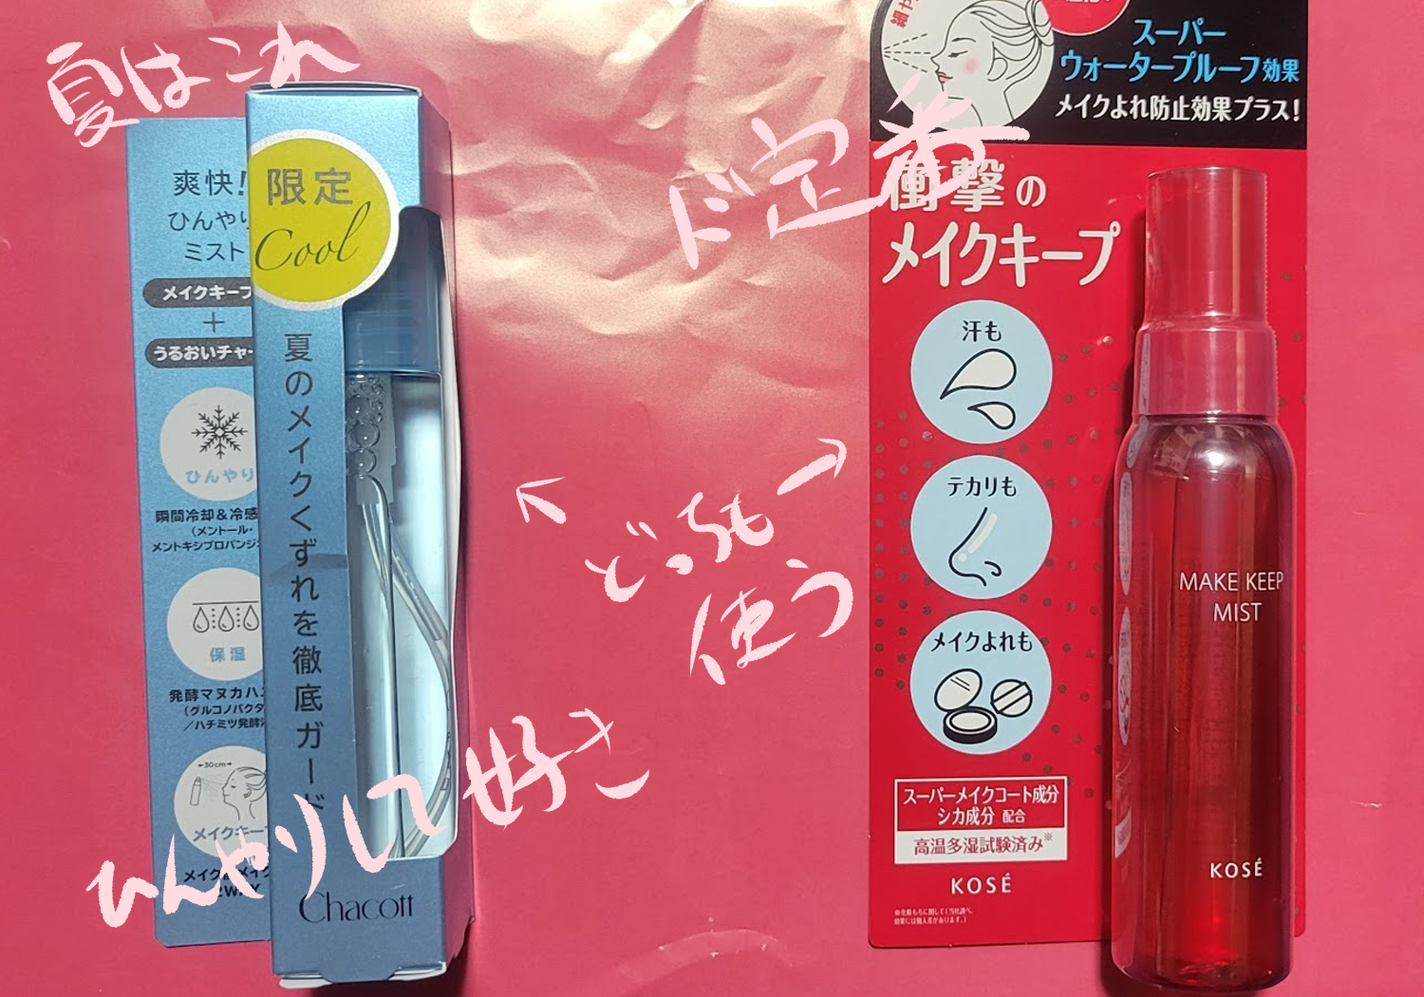 夏はこれ
爽快!
ひんやり
ミスト
メイクキープ
+
うるおいチャー
ひんやり
瞬間冷却&冷感
(メントール・
メントキシプロパンジ
保湿
発酵マヌカハ
(グルコノバクタ
/ハチミツ発酵
←30cm→
メイクキー
限定
Cool
夏のメイクくずれを徹底ガード
Chacott
ひんやりして好き
どっちも
使う
ド定番
スーパー
ウォータープルーフ効果
メイクよれ防止効果プラス!
衝撃の
メイクキープ
汗も
テカリも
メイクよれも
スーパーメイクコート成分
シカ成分 配合
高温多湿試験済み※
KOSÉ
MAKE KEEP
MIST
KOSÉ